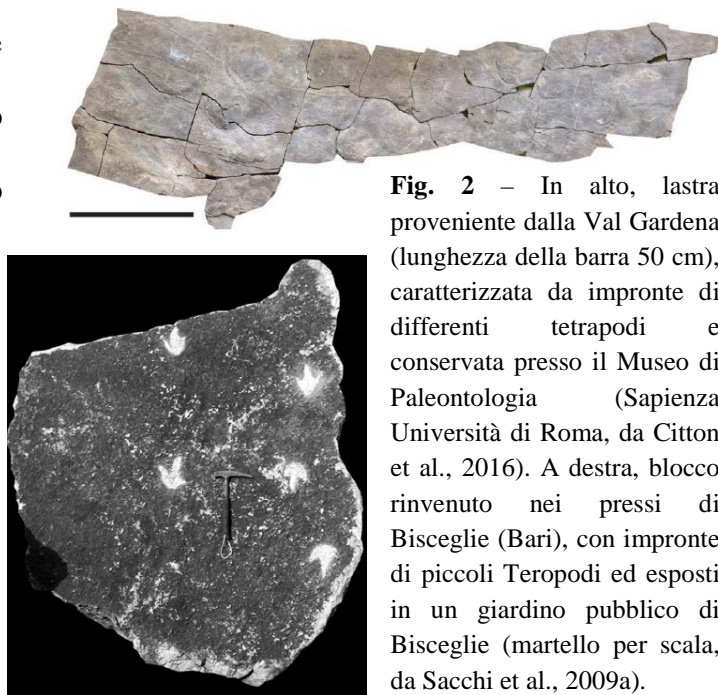 e
o
o
Fig. 2 – In alto, lastra
proveniente dalla Val Gardena
(lunghezza della barra 50 cm),
caratterizzata da impronte di
differenti tetrapodi e
conservata presso il Museo di
Paleontologia (Sapienza
Università di Roma, da Citton
et al., 2016). A destra, blocco
rinvenuto nei pressi di
Bisceglie (Bari), con impronte
di piccoli Teropodi ed esposti
in un giardino pubblico di
Bisceglie (martello per scala,
da Sacchi et al., 2009a).